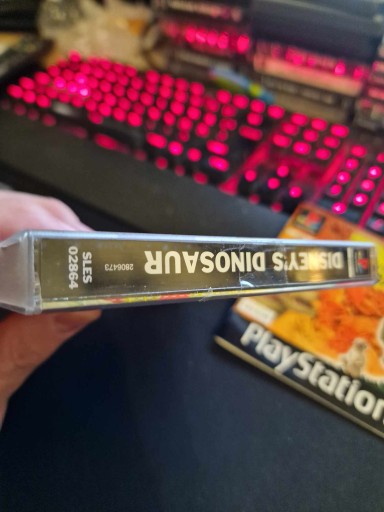 DISNEY'S DINOSAUR
2806473
SLES
02864
PlayStation